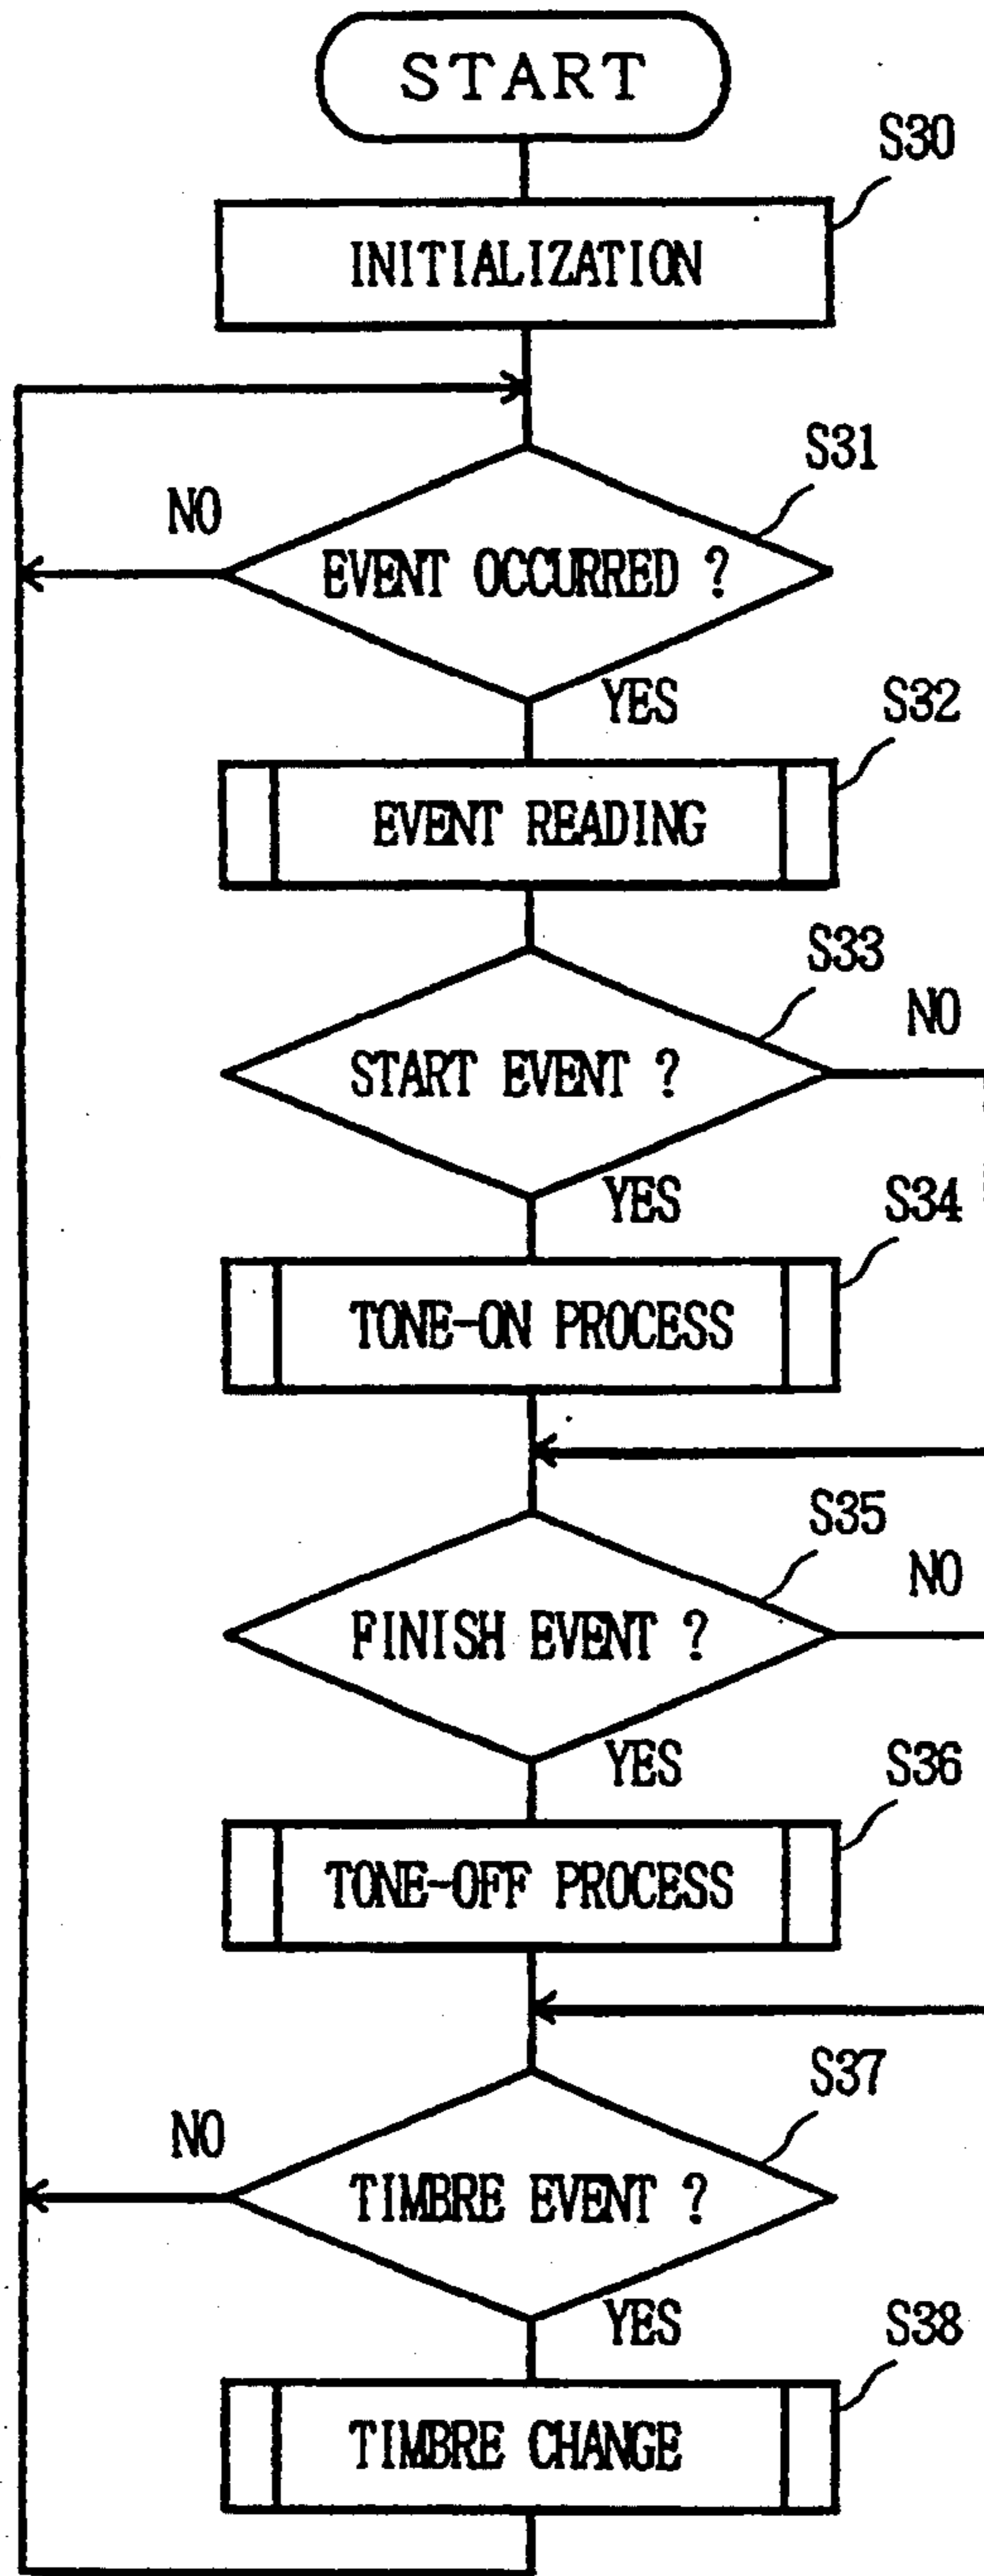 START
S30
INITIALIZATION
S31
NO
EVENT OCCURRED ?
YES
S32
EVENT READING
S33
NO
START EVENT ?
YES
S34
TONE-ON PROCESS
S35
NO
FINISH EVENT ?
YES
S36
TONE-OFF PROCESS
S37
NO
TIMBRE EVENT ?
YES
S38
TIMBRE CHANGE